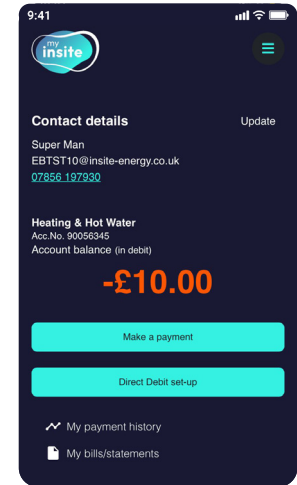 9:41
my
insite
Contact details
Update
Super Man
EBTST10@insite-energy.co.uk
07856 197930
Heating & Hot Water
Acc.No. 90056345
Account balance (in debit)
-£10.00
Make a payment
Direct Debit set-up
My payment history
My bills/statements